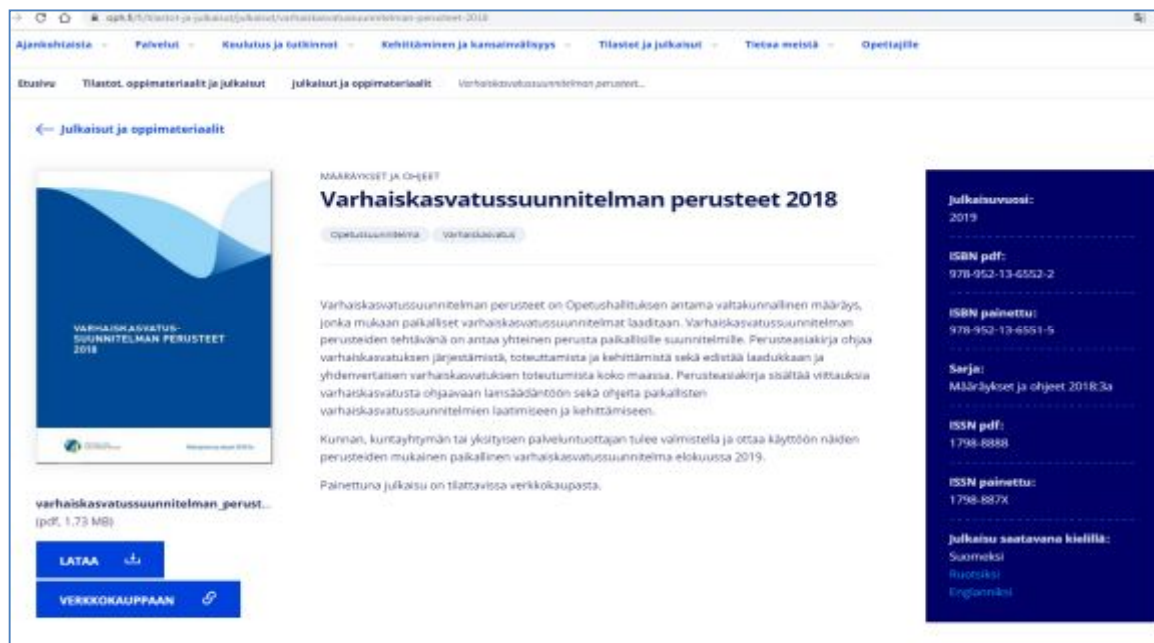 oph.fi/fi/tilastot-ja-julkaisut/julkaisut/varhaiskasvatussuunnitelman-perusteet-2018
Ajankohtaista Palvelut Koulutus ja tutkinnot Kehittäminen ja kansainvälisyys Tilastot ja julkaisut Tietoa meistä Opettajille
Etusivu Tilastot, oppimateriaalit ja julkaisut Julkaisut ja oppimateriaalit Varhaiskasvatussuunnitelman perusteet...
← Julkaisut ja oppimateriaalit
VARHAISKASVATUS-
SUUNNITELMAN PERUSTEET
2018
varhaiskasvatussuunnitelman_perust...
(pdf, 1.73 MB)
LATAA
VERKKOKAUPPAAN
MÄÄRÄYKSET JA OHJEET
Varhaiskasvatussuunnitelman perusteet 2018
Opetussuunnitelma Varhaiskasvatus
Varhaiskasvatussuunnitelman perusteet on Opetushallituksen antama valtakunnallinen määräys,
jonka mukaan paikalliset varhaiskasvatussuunnitelmat laaditaan. Varhaiskasvatussuunnitelman
perusteiden tehtävänä on antaa yhteinen perusta paikallisille suunnitelmille. Perusteasiakirja ohjaa
varhaiskasvatuksen järjestämistä, toteuttamista ja kehittämistä sekä edistää laadukkaan ja
yhdenvertaisen varhaiskasvatuksen toteutumista koko maassa. Perusteasiakirja sisältää viittauksia
varhaiskasvatusta ohjaavaan lainsäädäntöön sekä ohjeita paikallisten
varhaiskasvatussuunnitelmien laatimiseen ja kehittämiseen.
Kunnan, kuntayhtymän tai yksityisen palveluntuottajan tulee valmistella ja ottaa käyttöön näiden
perusteiden mukainen paikallinen varhaiskasvatussuunnitelma elokuussa 2019.
Painettuna julkaisu on tilattavissa verkkokaupasta.
Julkaisuvuosi:
2019
ISBN pdf:
978-952-13-6552-2
ISBN painettu:
978-952-13-6551-5
Sarja:
Määräykset ja ohjeet 2018:3a
ISSN pdf:
1798-8888
ISSN painettu:
1798-887X
Julkaisu saatavana kielillä:
Suomeksi
Ruotsiksi
Englanniksi